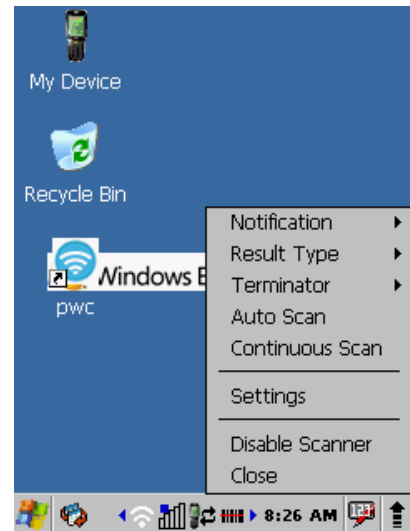 My Device
Recycle Bin
Windows E
pwc
Notification
Result Type
Terminator
Auto Scan
Continuous Scan
Settings
Disable Scanner
Close
8:26 AM
123